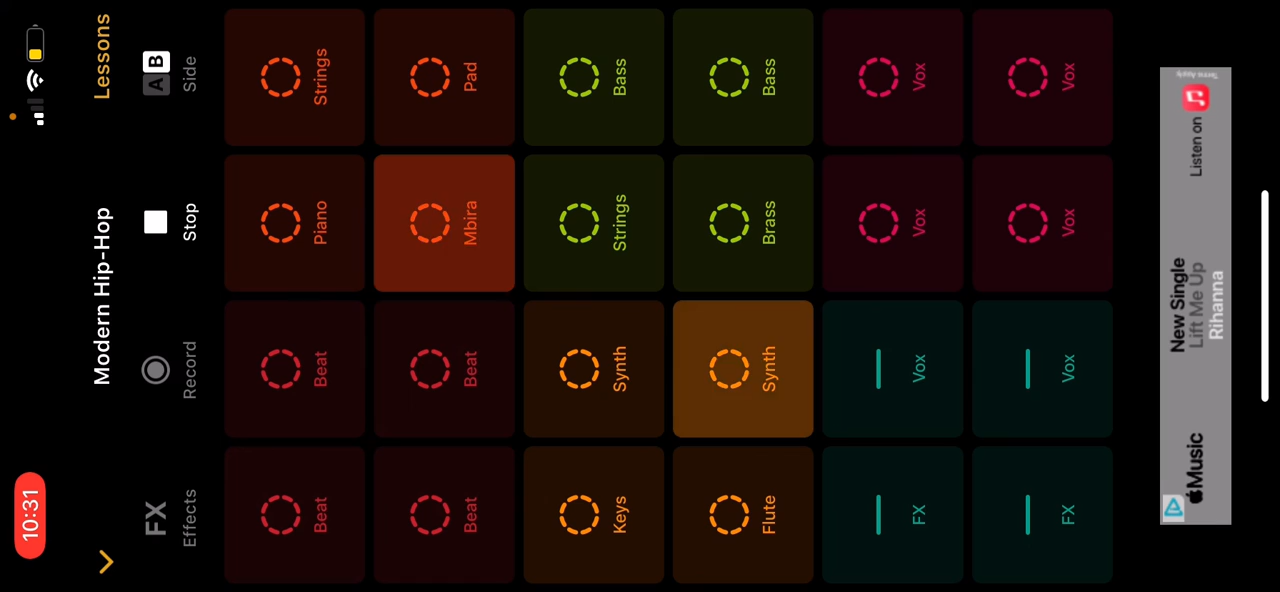 10:31
Modern Hip-Hop Lessons
FX A B
Effects Record Stop Side
Beat Beat Piano Strings
Beat Beat Mbira Pad
Keys Synth Strings Bass
Flute Synth Brass Bass
FX Vox Vox Vox
FX Vox Vox Vox
Music
New Single
Lift Me Up
Rihanna
Listen on
Terms Apply